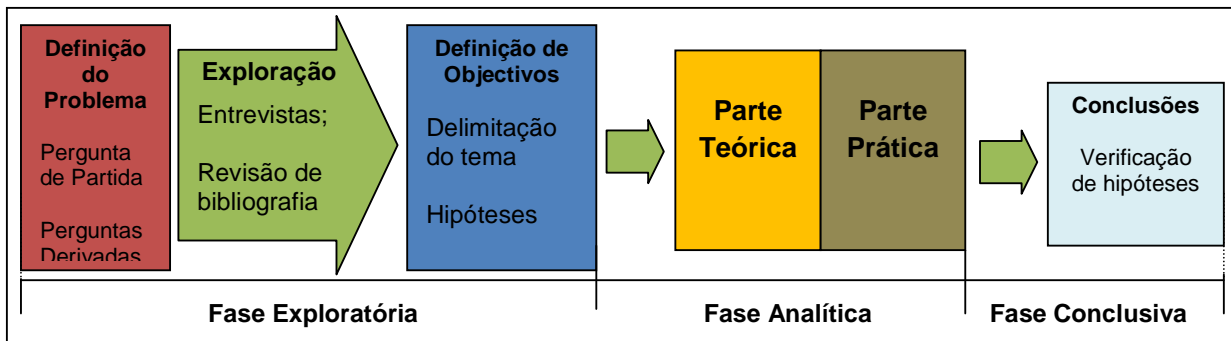 Definição
do
Problema
Pergunta
de Partida
Perguntas
Derivadas
Exploração
Entrevistas;
Revisão de
bibliografia
Definição de
Objectivos
Delimitação
do tema
Hipóteses
Parte
Teórica
Parte
Prática
Conclusões
Verificação
de hipóteses
Fase Exploratória
Fase Analítica
Fase Conclusiva